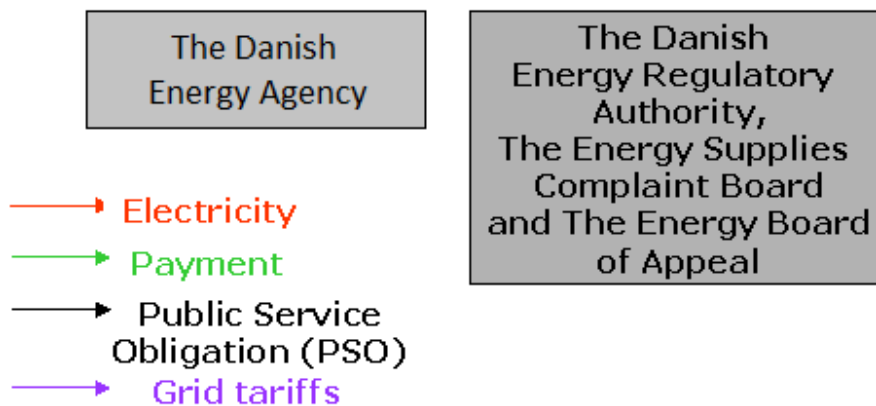 The Danish
Energy Agency
The Danish
Energy Regulatory
Authority,
The Energy Supplies
Complaint Board
and The Energy Board
of Appeal
Electricity
Payment
Public Service
Obligation (PSO)
Grid tariffs